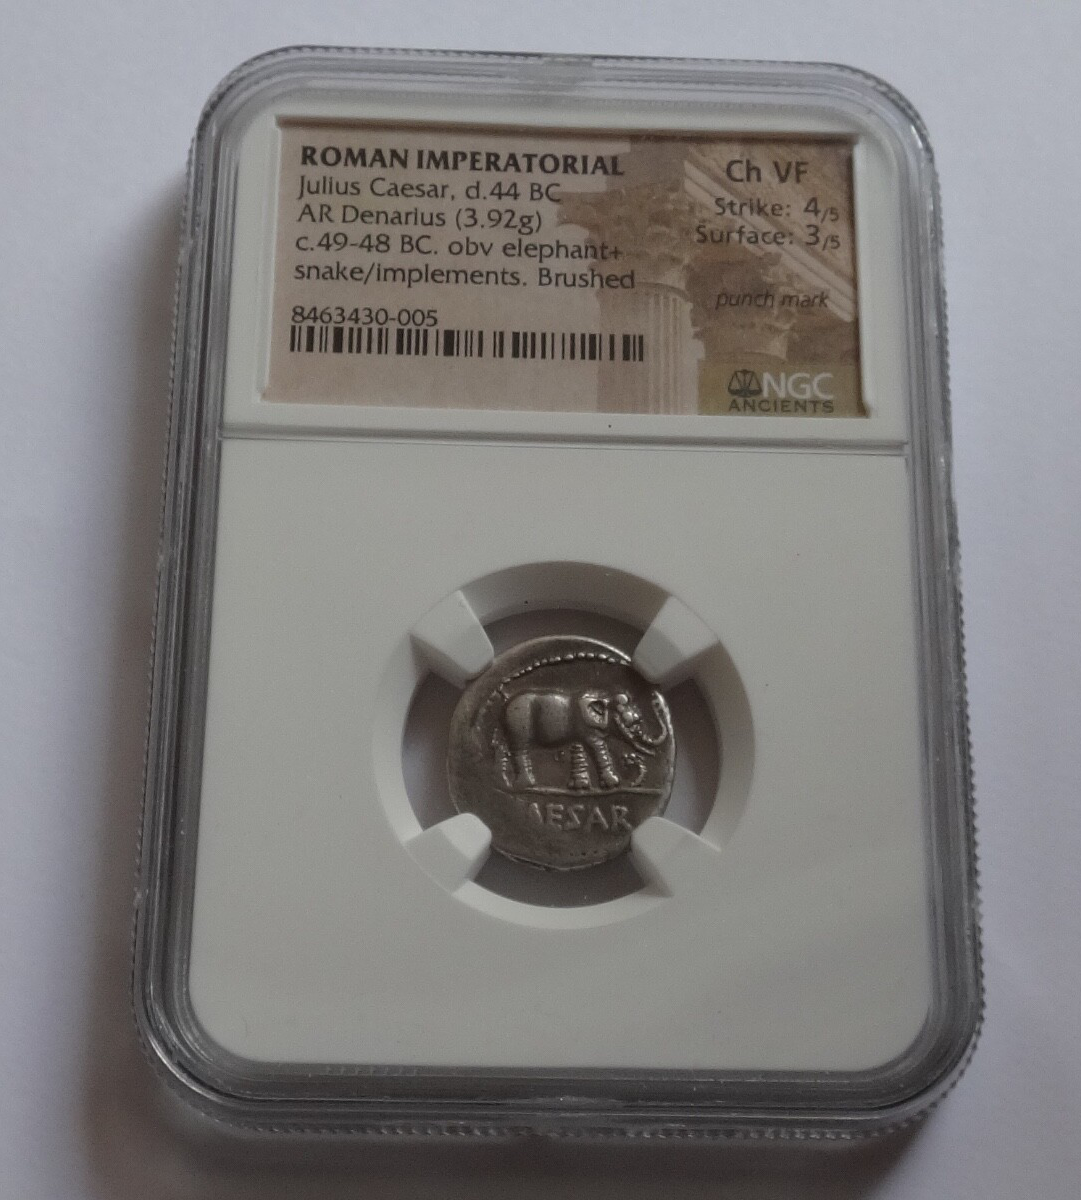 ROMAN IMPERATORIAL
Julius Caesar, d.44 BC
AR Denarius (3.92g)
c.49-48 BC. obv elephant+
snake/implements. Brushed
8463430-005
Ch VF
Strike: 4/5
Surface: 3/5
punch mark
NGC
ANCIENTS
AESAR